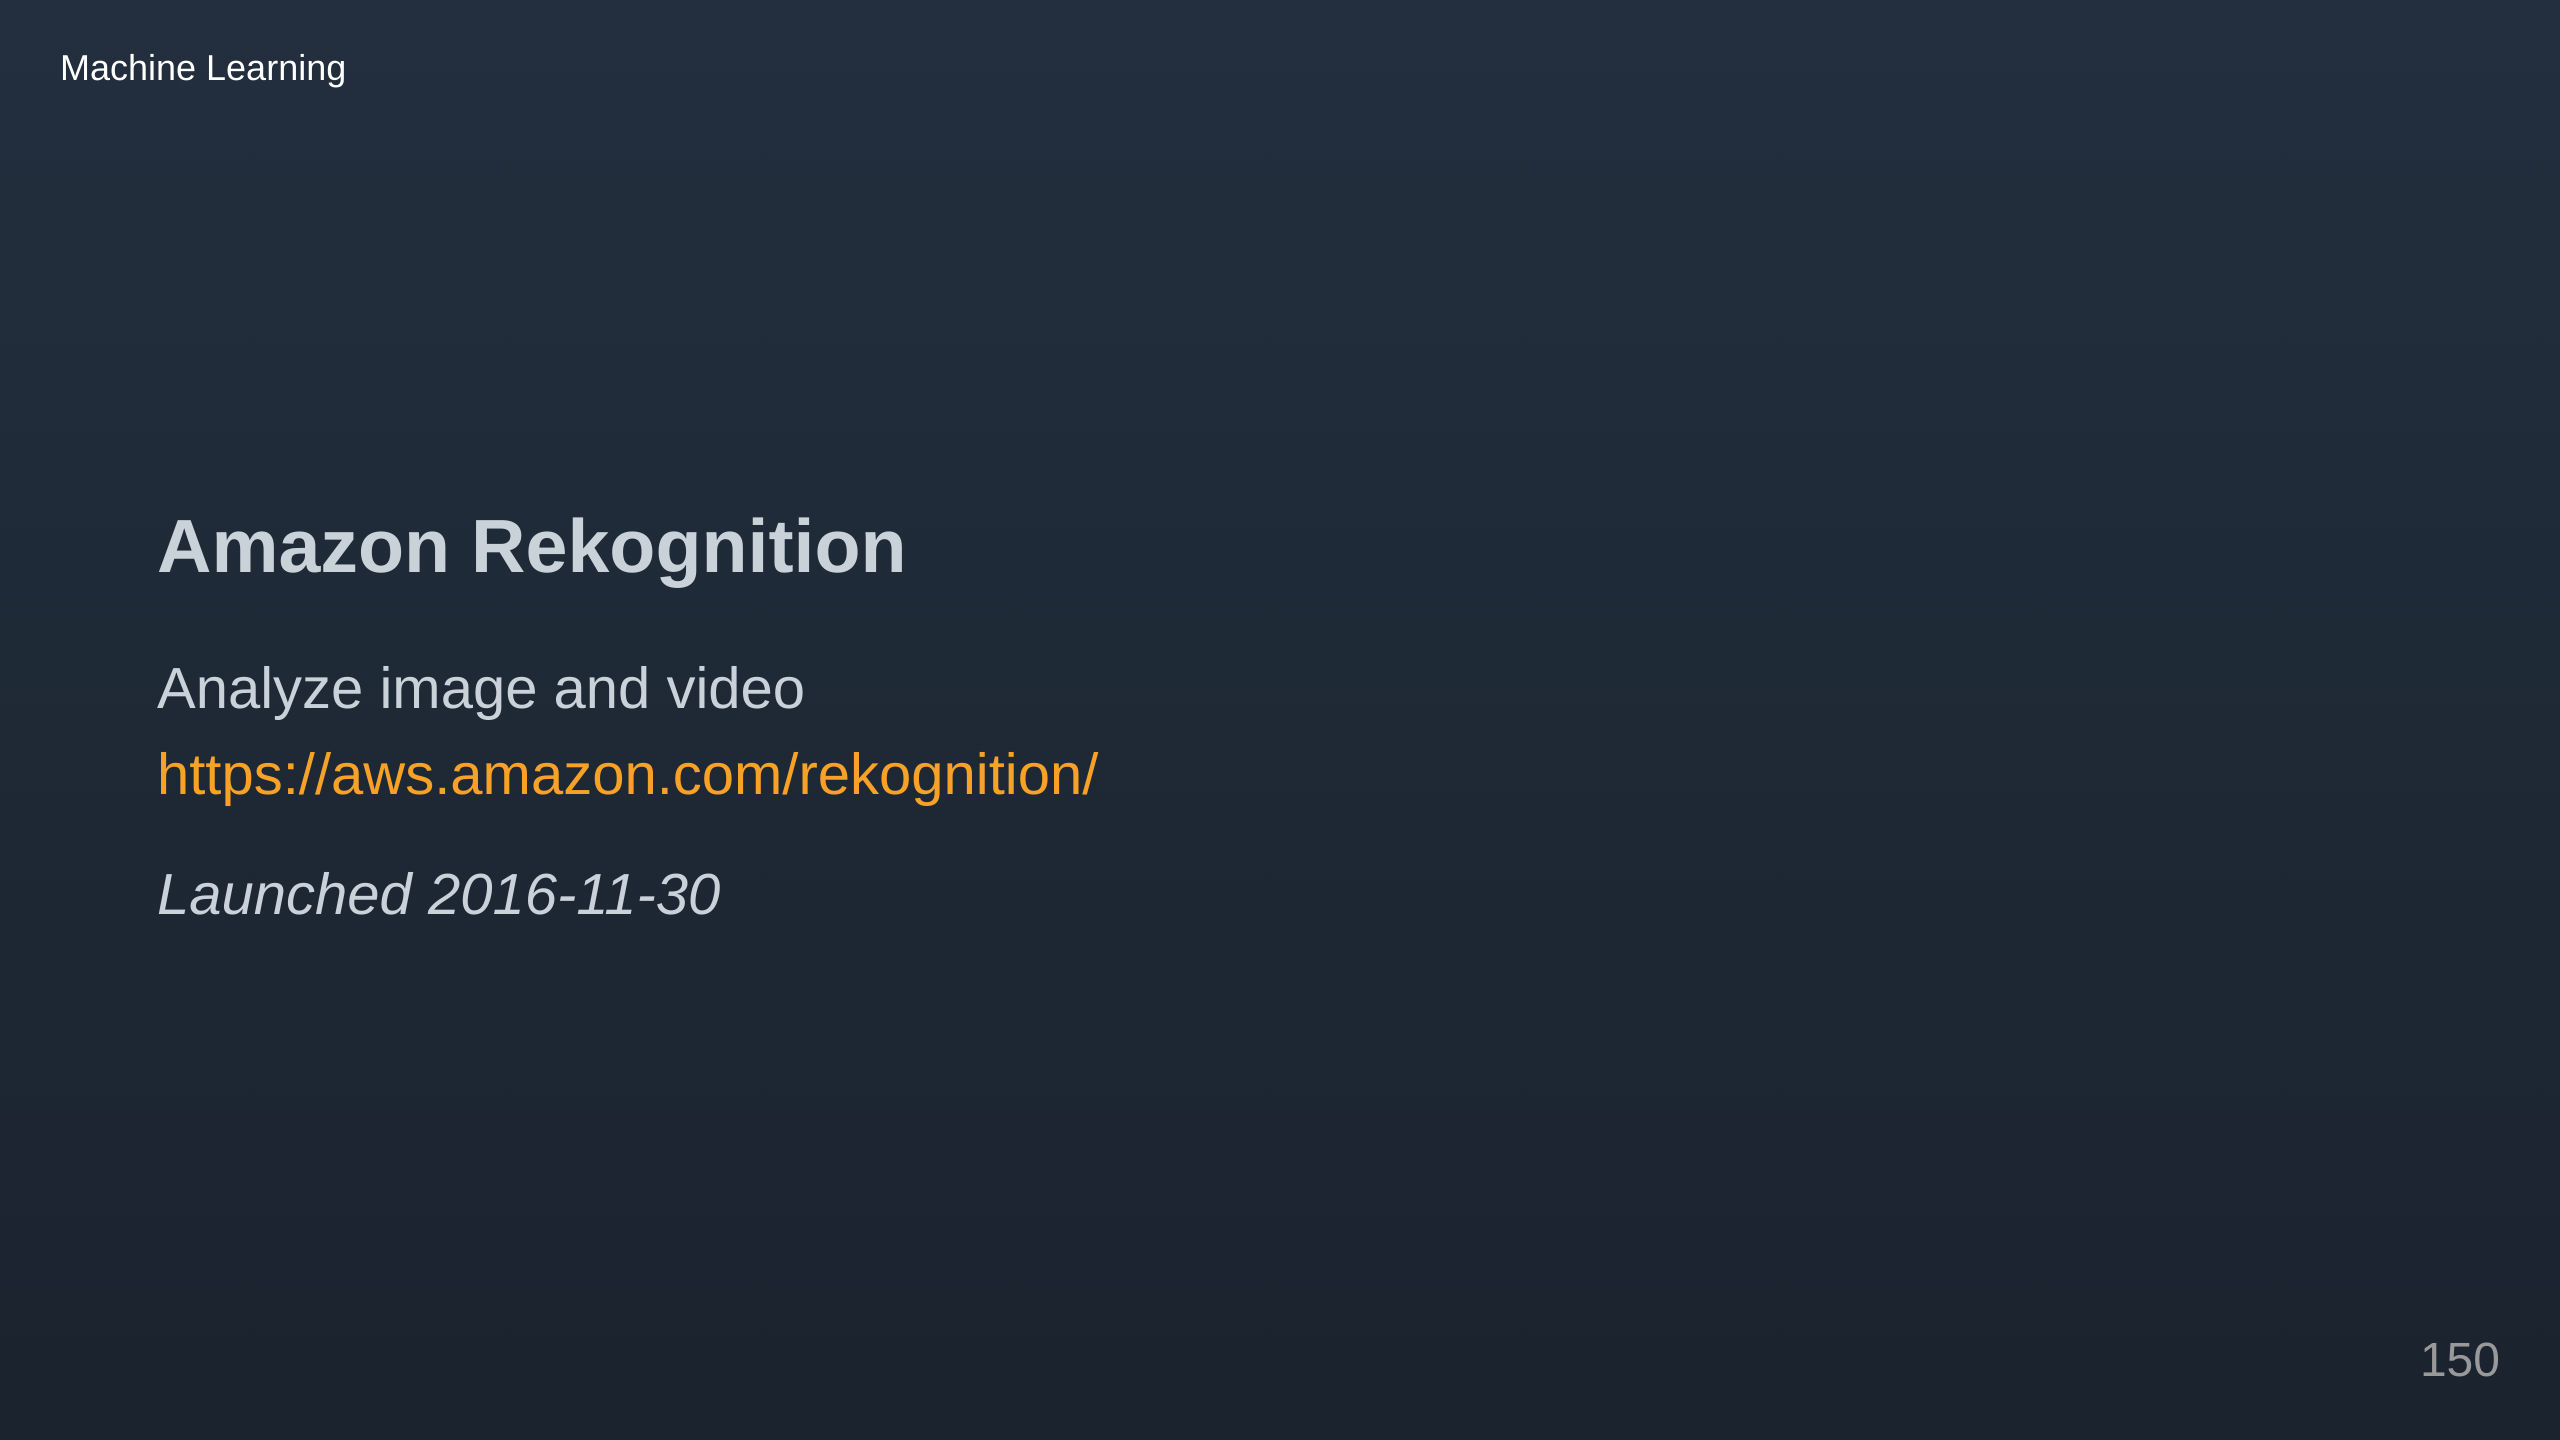 Machine Learning
Amazon Rekognition
Analyze image and video
https://aws.amazon.com/rekognition/
Launched 2016-11-30
150